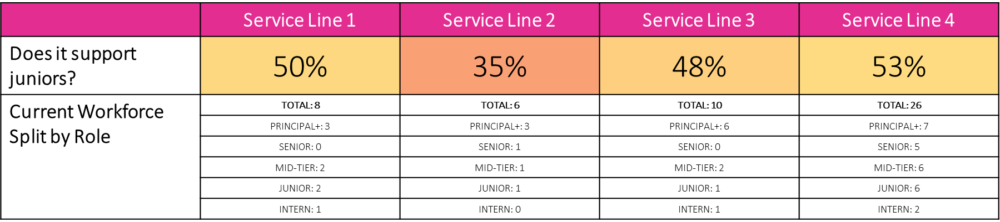 Service Line 1 Service Line 2 Service Line 3 Service Line 4
Does it support
juniors?
50% 35% 48% 53%
Current Workforce
Split by Role
TOTAL: 8 TOTAL: 6 TOTAL: 10 TOTAL: 26
PRINCIPAL+: 3 PRINCIPAL+: 3 PRINCIPAL+: 6 PRINCIPAL+: 7
SENIOR: 0 SENIOR: 1 SENIOR: 0 SENIOR: 5
MID-TIER: 2 MID-TIER: 1 MID-TIER: 2 MID-TIER: 6
JUNIOR: 2 JUNIOR: 1 JUNIOR: 1 JUNIOR: 6
INTERN: 1 INTERN: 0 INTERN: 1 INTERN: 2